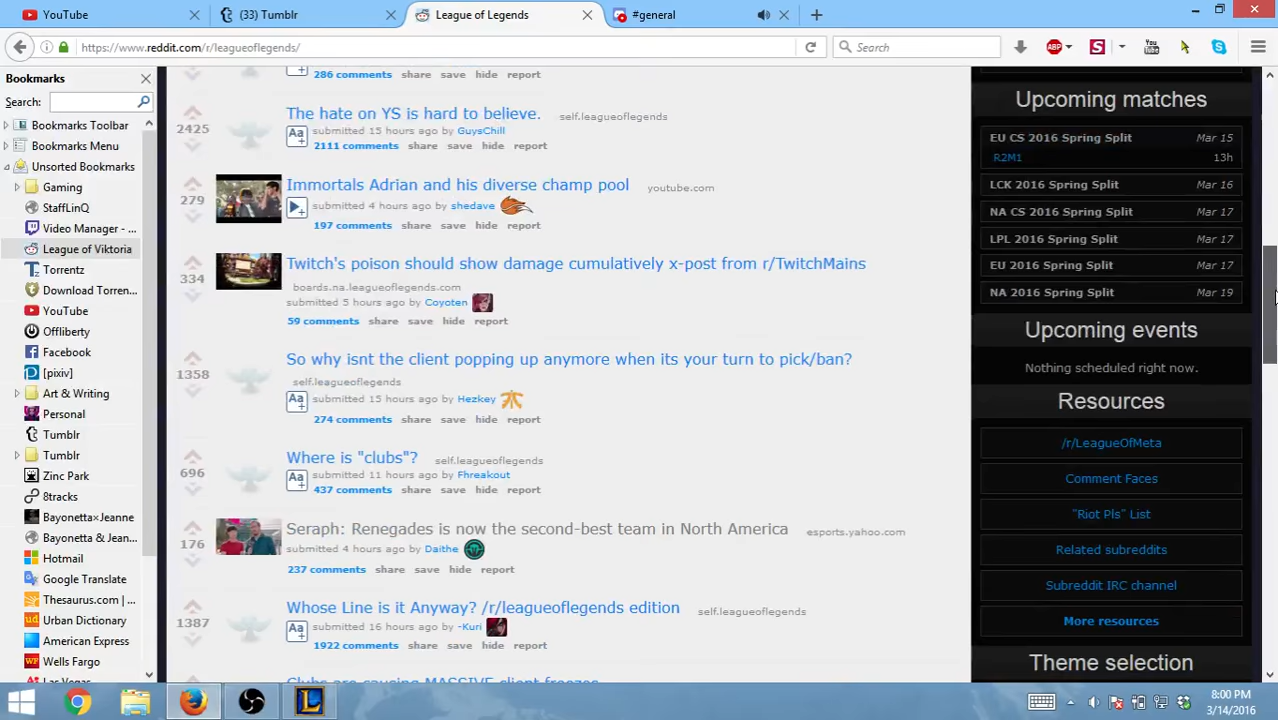 YouTube
(33) Tumblr
League of Legends
#general
https://www.reddit.com/r/leagueoflegends/
Search
ABP
S
You Tube
Bookmarks
Search:
Bookmarks Toolbar
Bookmarks Menu
Unsorted Bookmarks
Gaming
StaffLinQ
Video Manager - ...
League of Viktoria
Torrentz
Download Torren...
YouTube
Offliberty
Facebook
[pixiv]
Art & Writing
Personal
Tumblr
Tumblr
Zinc Park
8tracks
Bayonetta×Jeanne
Bayonetta & Jean...
Hotmail
Google Translate
Thesaurus.com | ...
Urban Dictionary
American Express
Wells Fargo
286 comments share save hide report
2425
The hate on YS is hard to believe. self.leagueoflegends
Aa+ submitted 15 hours ago by GuysChill
2111 comments share save hide report
279
Immortals Adrian and his diverse champ pool youtube.com
submitted 4 hours ago by shedave
197 comments share save hide report
334
Twitch's poison should show damage cumulatively x-post from r/TwitchMains
boards.na.leagueoflegends.com
submitted 5 hours ago by Coyoten
59 comments share save hide report
1358
So why isnt the client popping up anymore when its your turn to pick/ban?
self.leagueoflegends
Aa+ submitted 15 hours ago by Hezkey
274 comments share save hide report
696
Where is "clubs"? self.leagueoflegends
Aa+ submitted 11 hours ago by Fhreakout
437 comments share save hide report
176
Seraph: Renegades is now the second-best team in North America esports.yahoo.com
submitted 4 hours ago by Daithe
237 comments share save hide report
1387
Whose Line is it Anyway? /r/leagueoflegends edition self.leagueoflegends
Aa+ submitted 16 hours ago by -Kuri
1922 comments share save hide report
Clubs are causing MASSIVE client freezes
Upcoming matches
EU CS 2016 Spring Split Mar 15
R2M1 13h
LCK 2016 Spring Split Mar 16
NA CS 2016 Spring Split Mar 17
LPL 2016 Spring Split Mar 17
EU 2016 Spring Split Mar 17
NA 2016 Spring Split Mar 19
Upcoming events
Nothing scheduled right now.
Resources
/r/LeagueOfMeta
Comment Faces
"Riot Pls" List
Related subreddits
Subreddit IRC channel
More resources
Theme selection
8:00 PM
3/14/2016